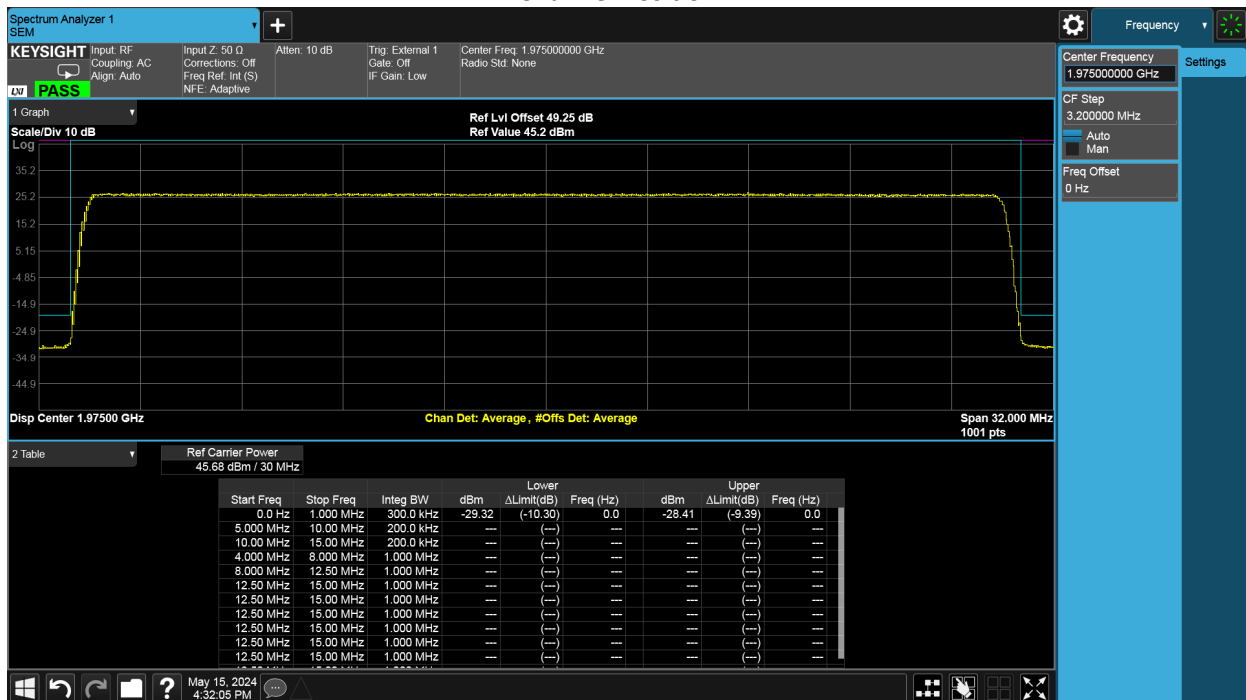 Spectrum Analyzer 1
SEM
Frequency
KEYSIGHT
Input: RF
Coupling: AC
Align: Auto
Input Z: 50 Ω
Corrections: Off
Freq Ref: Int (S)
NFE: Adaptive
Atten: 10 dB
Trig: External 1
Gate: Off
IF Gain: Low
Center Freq: 1.975000000 GHz
Radio Std: None
LXI PASS
Center Frequency
1.975000000 GHz
Settings
CF Step
3.200000 MHz
Auto
Man
Freq Offset
0 Hz
1 Graph
Scale/Div 10 dB
Ref Lvl Offset 49.25 dB
Ref Value 45.2 dBm
Log
35.2
25.2
15.2
5.15
-4.85
-14.9
-24.9
-34.9
-44.9
Disp Center 1.97500 GHz
Chan Det: Average, #Offs Det: Average
Span 32.000 MHz
1001 pts
2 Table
Ref Carrier Power
45.68 dBm / 30 MHz
Lower Upper
Start Freq Stop Freq Integ BW dBm ΔLimit(dB) Freq (Hz) dBm ΔLimit(dB) Freq (Hz)
0.0 Hz 1.000 MHz 300.0 kHz -29.32 (-10.30) 0.0 -28.41 (-9.39) 0.0
5.000 MHz 10.00 MHz 200.0 kHz --- (---) --- --- (---) ---
10.00 MHz 15.00 MHz 200.0 kHz --- (---) --- --- (---) ---
4.000 MHz 8.000 MHz 1.000 MHz --- (---) --- --- (---) ---
8.000 MHz 12.50 MHz 1.000 MHz --- (---) --- --- (---) ---
12.50 MHz 15.00 MHz 1.000 MHz --- (---) --- --- (---) ---
12.50 MHz 15.00 MHz 1.000 MHz --- (---) --- --- (---) ---
12.50 MHz 15.00 MHz 1.000 MHz --- (---) --- --- (---) ---
12.50 MHz 15.00 MHz 1.000 MHz --- (---) --- --- (---) ---
12.50 MHz 15.00 MHz 1.000 MHz --- (---) --- --- (---) ---
12.50 MHz 15.00 MHz 1.000 MHz --- (---) --- --- (---) ---
May 15, 2024
4:32:05 PM